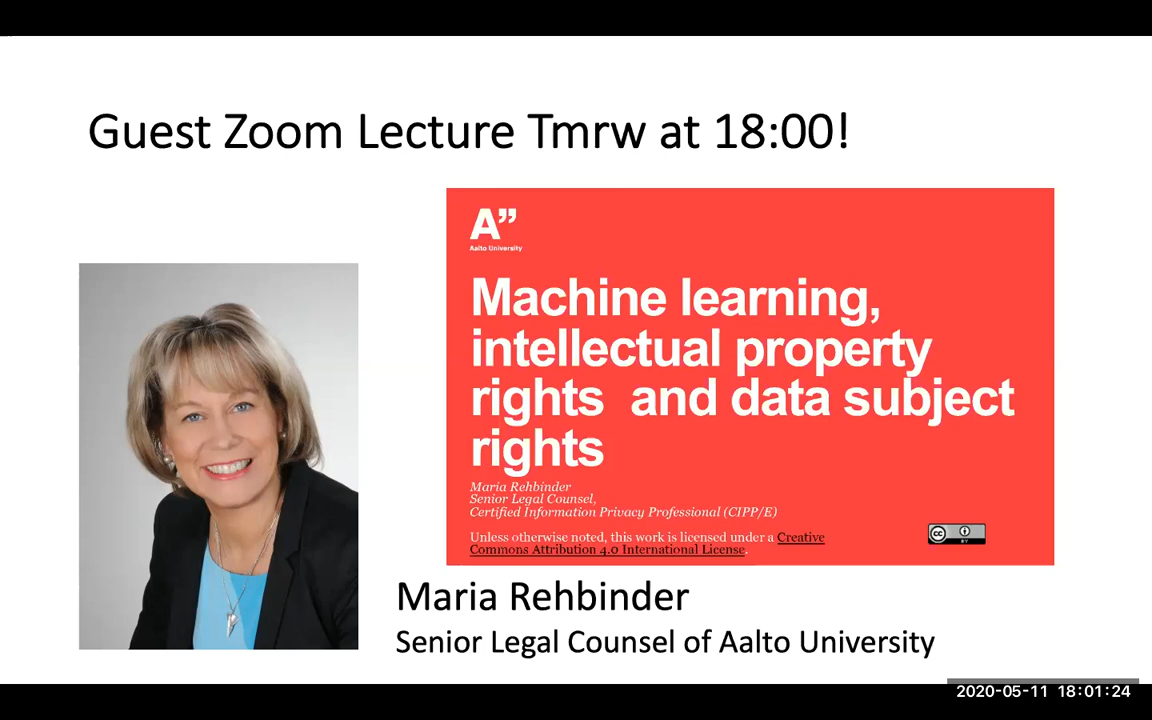 Guest Zoom Lecture Tmrw at 18:00!
A”
Aalto University
Machine learning,
intellectual property
rights  and data subject
rights
Maria Rehbinder
Senior Legal Counsel,
Certified Information Privacy Professional (CIPP/E)
Unless otherwise noted, this work is licensed under a Creative
Commons Attribution 4.0 International License.
CC
BY
Maria Rehbinder
Senior Legal Counsel of Aalto University
2020-05-11 18:01:24